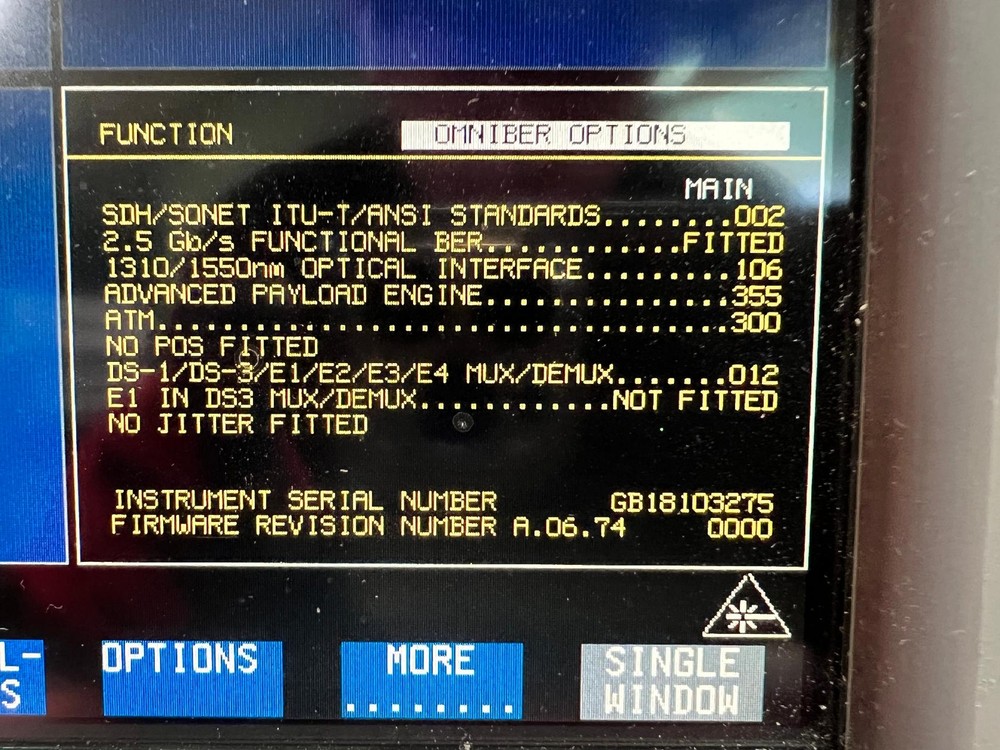 FUNCTION OMNIBER OPTIONS
MAIN
SDH/SONET ITU-T/ANSI STANDARDS........002
2.5 Gb/s FUNCTIONAL BER............FITTED
1310/1550nm OPTICAL INTERFACE.........106
ADVANCED PAYLOAD ENGINE...............355
ATM...................................300
NO POS FITTED
DS-1/DS-3/E1/E2/E3/E4 MUX/DEMUX.......012
E1 IN DS3 MUX/DEMUX............NOT FITTED
NO JITTER FITTED
INSTRUMENT SERIAL NUMBER GB18103275
FIRMWARE REVISION NUMBER A.06.74 0000
L-
S
OPTIONS
MORE
.........
SINGLE
WINDOW